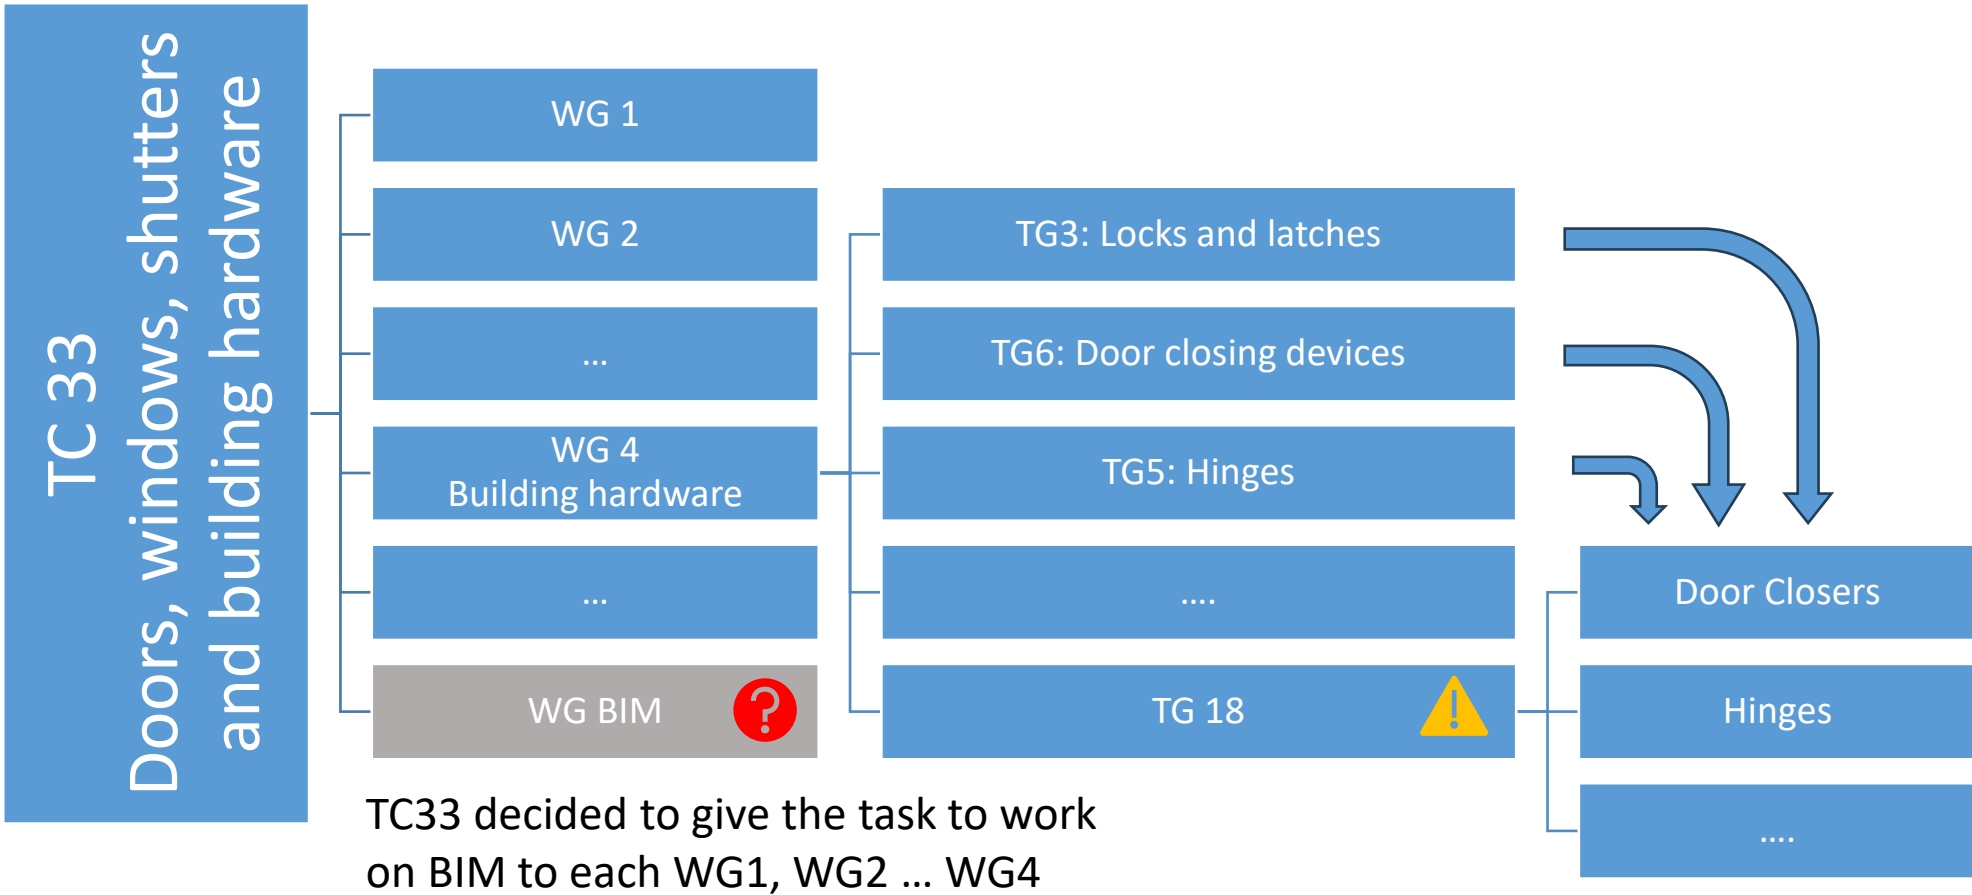 TC 33
Doors, windows, shutters
and building hardware
WG 1
WG 2
...
WG 4
Building hardware
...
WG BIM
?
TG3: Locks and latches
TG6: Door closing devices
TG5: Hinges
....
TG 18
!
Door Closers
Hinges
....
TC33 decided to give the task to work
on BIM to each WG1, WG2 ... WG4